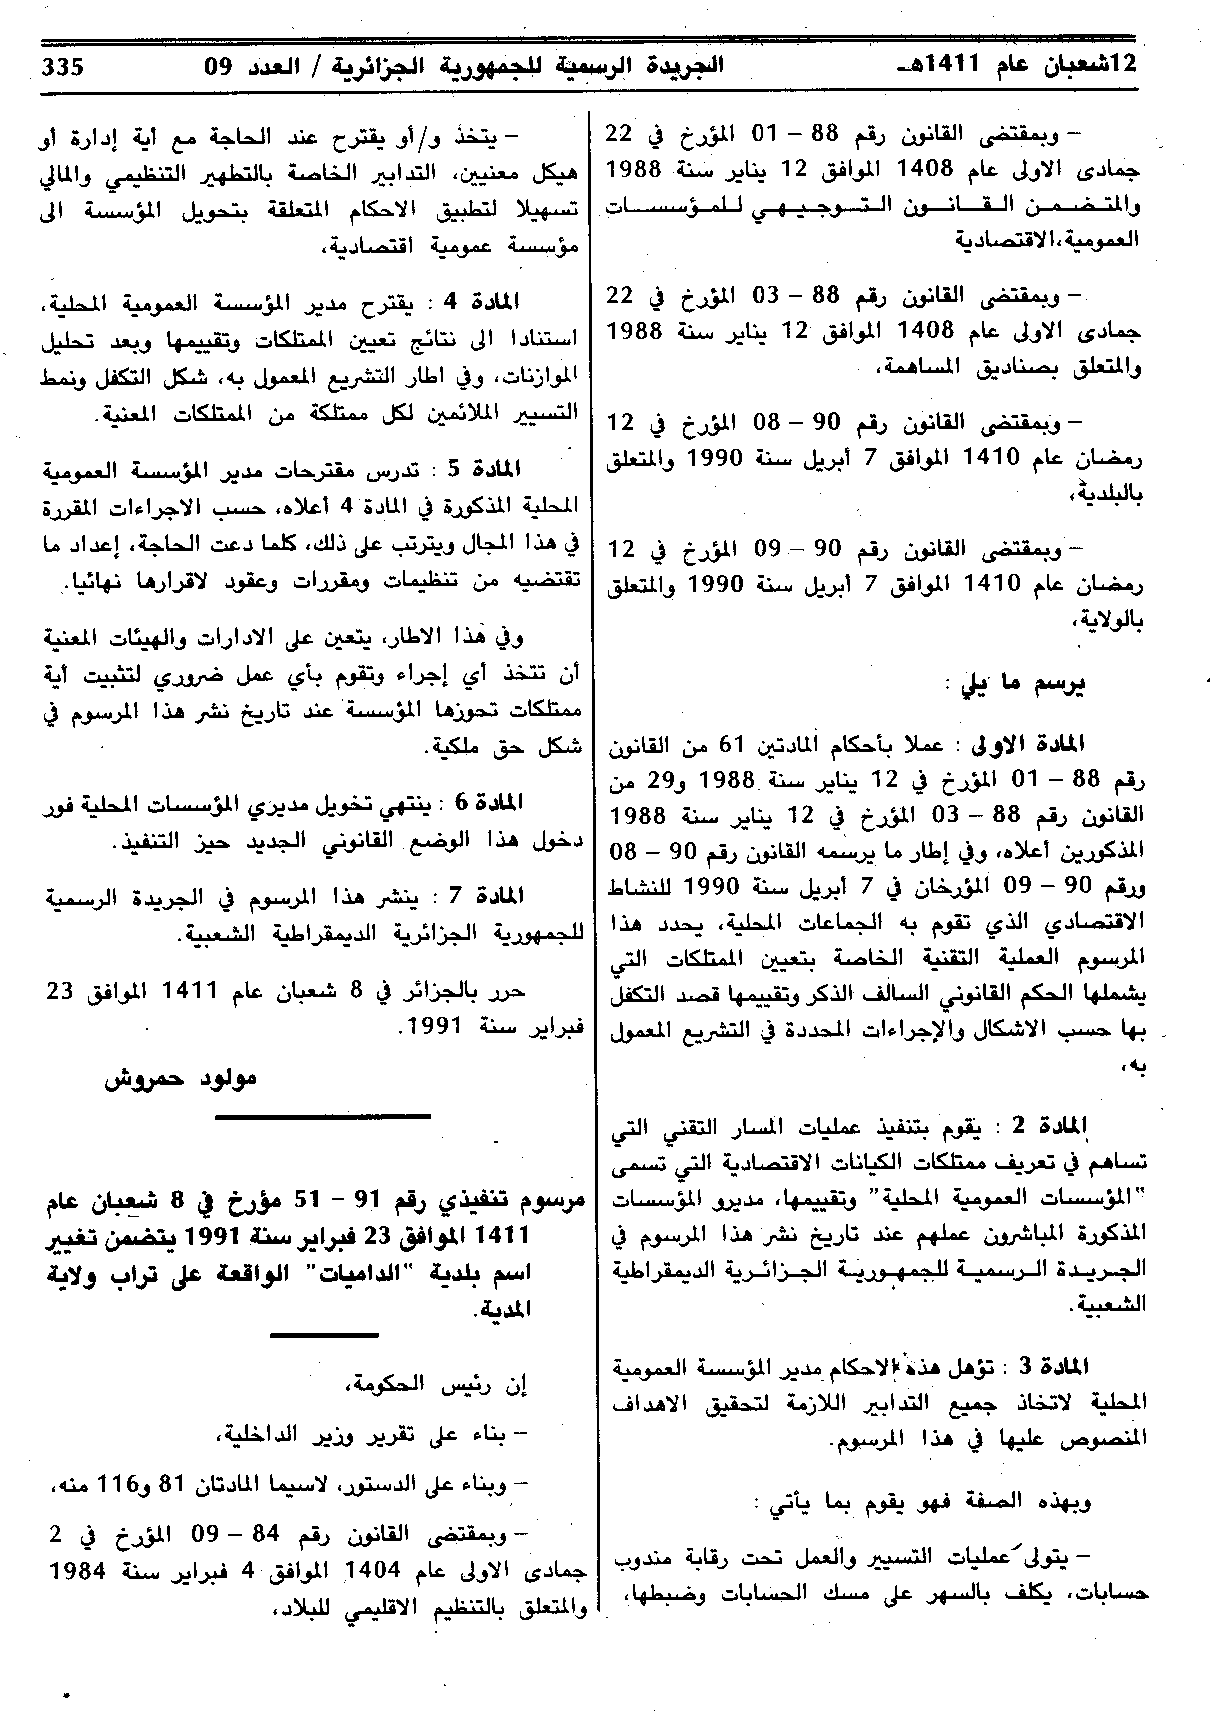 12شعبان عام 1411هـ
الجريدة الرسمية للجمهورية الجزائرية / العدد 09
335
– وبمقتضى القانون رقم 88 – 01 المؤرخ في 22
جمادى الاولى عام 1408 الموافق 12 يناير سنة 1988
والمتضمن القانون التوجيهي للمؤسسات
العمومية،الاقتصادية
– وبمقتضى القانون رقم 88 – 03 المؤرخ في 22
جمادى الاولى عام 1408 الموافق 12 يناير سنة 1988
والمتعلق بصناديق المساهمة،
– وبمقتضى القانون رقم 90 – 08 المؤرخ في 12
رمضان عام 1410 الموافق 7 أبريل سنة 1990 والمتعلق
بالبلدية،
– وبمقتضى القانون رقم 90 – 09 المؤرخ في 12
رمضان عام 1410 الموافق 7 أبريل سنة 1990 والمتعلق
بالولاية،
يرسم ما يلي :
المادة الاولى : عملا بأحكام المادتين 61 من القانون
رقم 88 – 01 المؤرخ في 12 يناير سنة 1988 و29 من
القانون رقم 88 – 03 المؤرخ في 12 يناير سنة 1988
المذكورين أعلاه، وفي إطار ما يرسمه القانون رقم 90 – 08
ورقم 90 – 09 المؤرخان في 7 أبريل سنة 1990 للنشاط
الاقتصادي الذي تقوم به الجماعات المحلية، يحدد هذا
المرسوم العملية التقنية الخاصة بتعيين الممتلكات التي
يشملها الحكم القانوني السالف الذكر وتقييمها قصد التكفل
بها حسب الاشكال والإجراءات المحددة في التشريع المعمول
به،
المادة 2 : يقوم بتنفيذ عمليات المسار التقني التي
تساهم في تعريف ممتلكات الكيانات الاقتصادية التي تسمى
"المؤسسات العمومية المحلية" وتقييمها، مديرو المؤسسات
المذكورة المباشرون عملهم عند تاريخ نشر هذا المرسوم في
الجريدة الرسمية للجمهورية الجزائرية الديمقراطية
الشعبية.
المادة 3 : تؤهل هذه الاحكام مدير المؤسسة العمومية
المحلية لاتخاذ جميع التدابير اللازمة لتحقيق الاهداف
المنصوص عليها في هذا المرسوم.
وبهذه الصفة فهو يقوم بما يأتي :
– يتولى عمليات التسيير والعمل تحت رقابة مندوب
حسابات، يكلف بالسهر على مسك الحسابات وضبطها،
– يتخذ و/أو يقترح عند الحاجة مع أية إدارة أو
هيكل معنيين، التدابير الخاصة بالتطهير التنظيمي والمالي
تسهيلا لتطبيق الاحكام المتعلقة بتحويل المؤسسة الى
مؤسسة عمومية اقتصادية،
المادة 4 : يقترح مدير المؤسسة العمومية المحلية،
استنادا الى نتائج تعيين الممتلكات وتقييمها وبعد تحليل
الموازنات، وفي اطار التشريع المعمول به، شكل التكفل ونمط
التسيير الملائمين لكل ممتلكة من الممتلكات المعنية.
المادة 5 : تدرس مقترحات مدير المؤسسة العمومية
المحلية المذكورة في المادة 4 أعلاه، حسب الاجراءات المقررة
في هذا المجال ويترتب على ذلك، كلما دعت الحاجة، إعداد ما
تقتضيه من تنظيمات ومقررات وعقود لاقرارها نهائيا.
وفي هذا الاطار، يتعين على الادارات والهيئات المعنية
أن تتخذ أي إجراء وتقوم بأي عمل ضروري لتثبيت أية
ممتلكات تحوزها المؤسسة عند تاريخ نشر هذا المرسوم في
شكل حق ملكية.
المادة 6 : ينتهي تخويل مديري المؤسسات المحلية فور
دخول هذا الوضع القانوني الجديد حيز التنفيذ.
المادة 7 : ينشر هذا المرسوم في الجريدة الرسمية
للجمهورية الجزائرية الديمقراطية الشعبية.
حرر بالجزائر في 8 شعبان عام 1411 الموافق 23
فبراير سنة 1991.
مولود حمروش
مرسوم تنفيذي رقم 91 – 51 مؤرخ في 8 شعبان عام
1411 الموافق 23 فبراير سنة 1991 يتضمن تغيير
اسم بلدية "الداميات" الواقعة على تراب ولاية
المدية.
إن رئيس الحكومة،
– بناء على تقرير وزير الداخلية،
– وبناء على الدستور، لاسيما المادتان 81 و116 منه،
– وبمقتضى القانون رقم 84 – 09 المؤرخ في 2
جمادى الاولى عام 1404 الموافق 4 فبراير سنة 1984
والمتعلق بالتنظيم الاقليمي للبلاد،